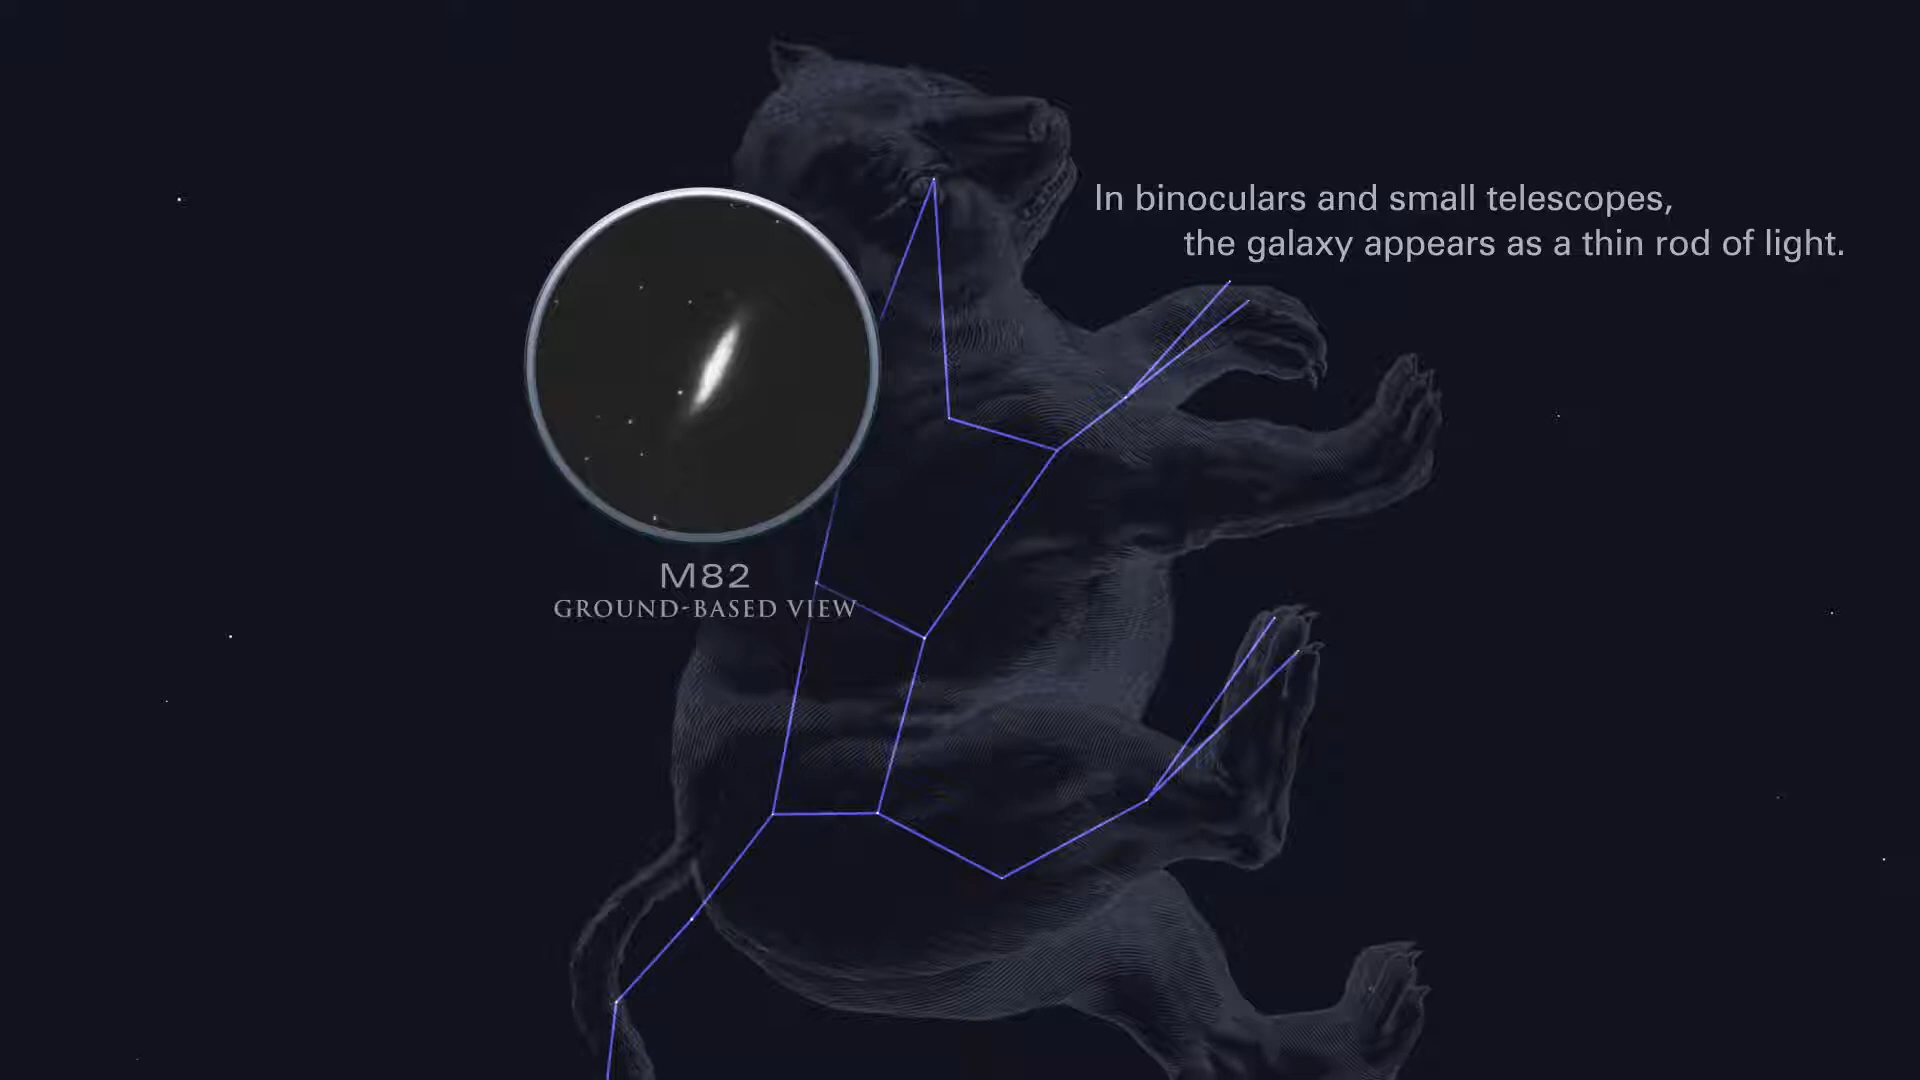 In binoculars and small telescopes,
the galaxy appears as a thin rod of light.
M82
GROUND-BASED VIEW